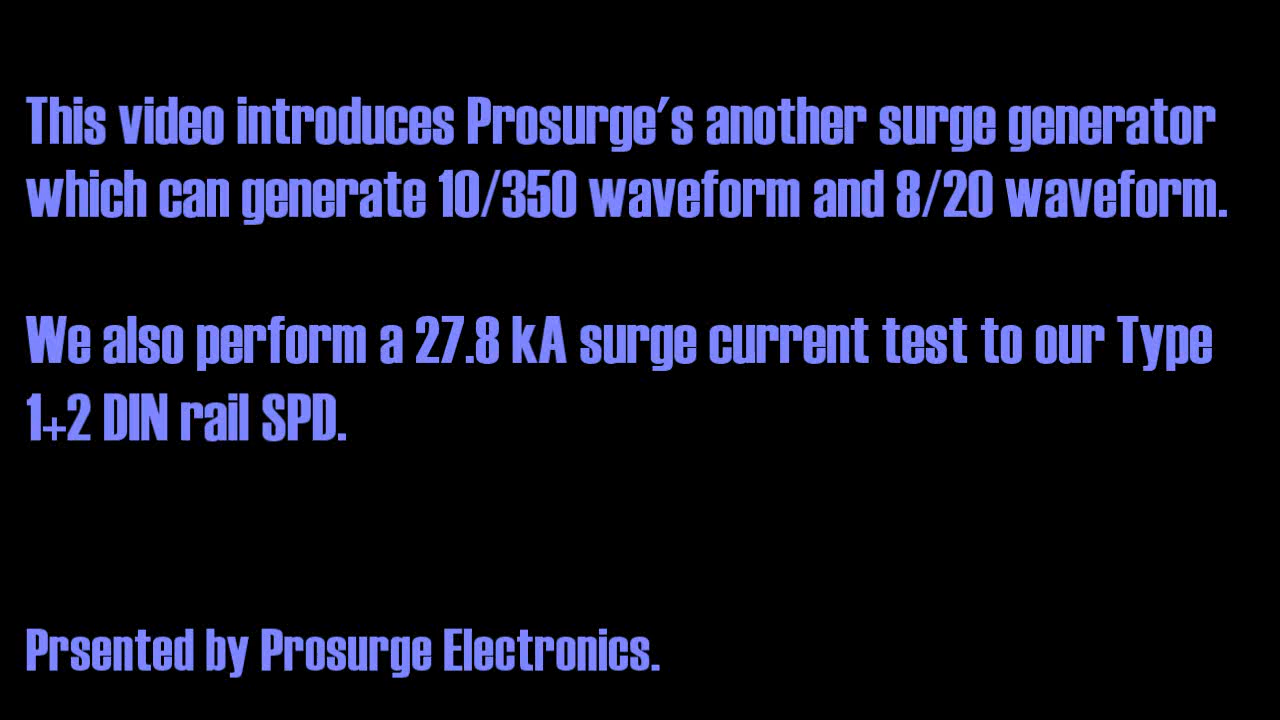 This video introduces Prosurge's another surge generator
which can generate 10/350 waveform and 8/20 waveform.
We also perform a 27.8 kA surge current test to our Type
1+2 DIN rail SPD.
Prsented by Prosurge Electronics.